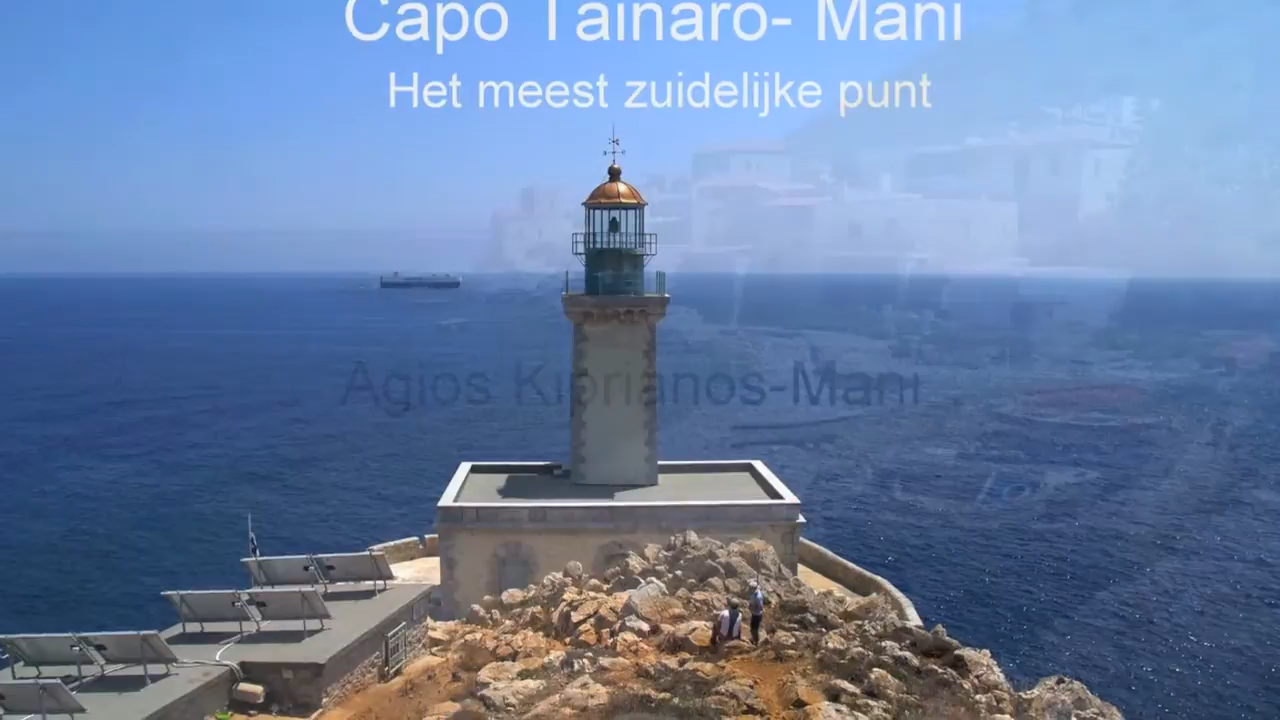 Capo Tainaro- Mani
Het meest zuidelijke punt
Agios Kiprianos-Mani